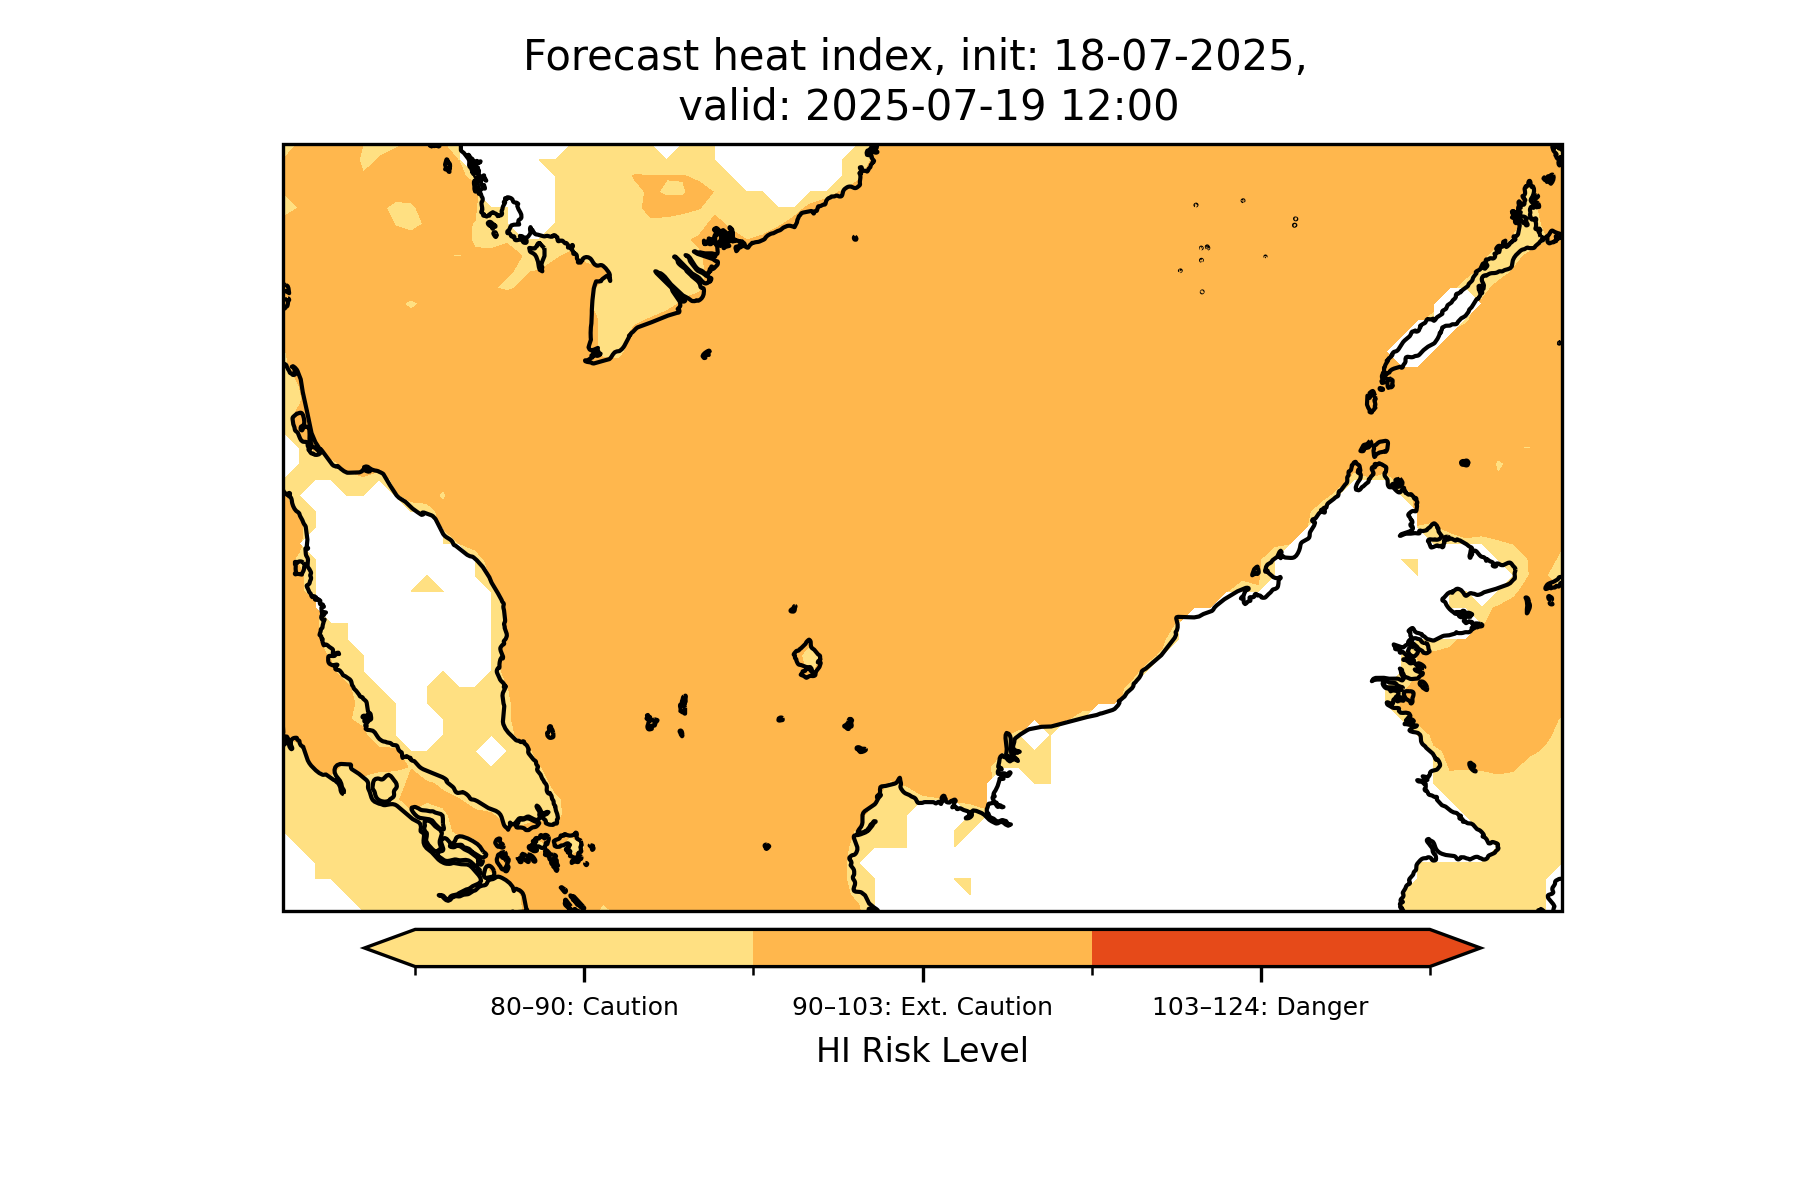 Forecast heat index, init: 18-07-2025,
valid: 2025-07-19 12:00
80–90: Caution
90–103: Ext. Caution
103–124: Danger
HI Risk Level